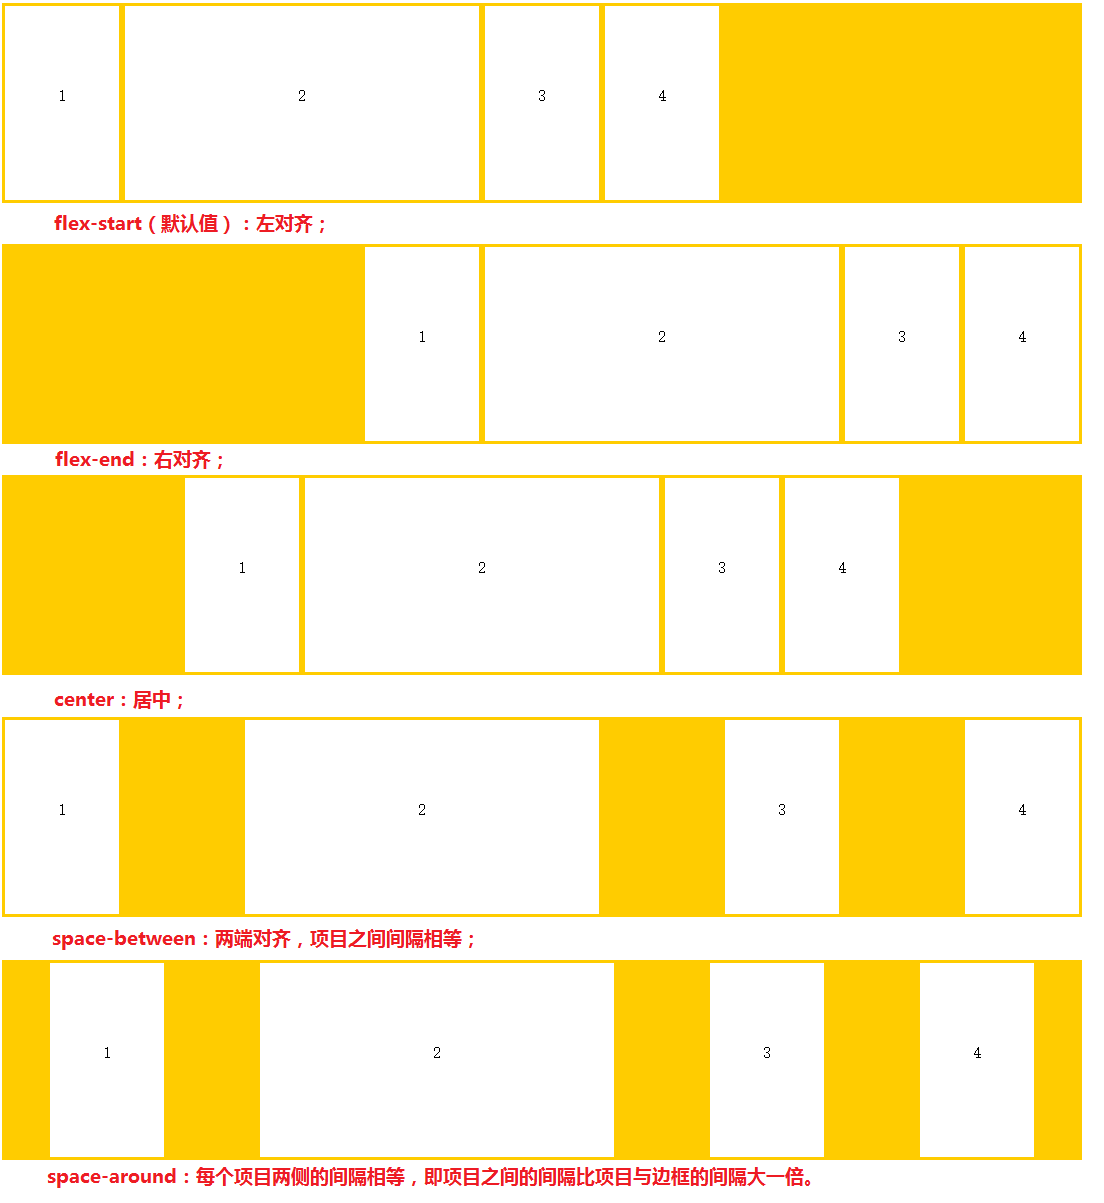 1 2 3 4
flex-start（默认值）：左对齐；
1 2 3 4
flex-end：右对齐；
1 2 3 4
center：居中；
1 2 3 4
space-between：两端对齐，项目之间间隔相等；
1 2 3 4
space-around：每个项目两侧的间隔相等，即项目之间的间隔比项目与边框的间隔大一倍。